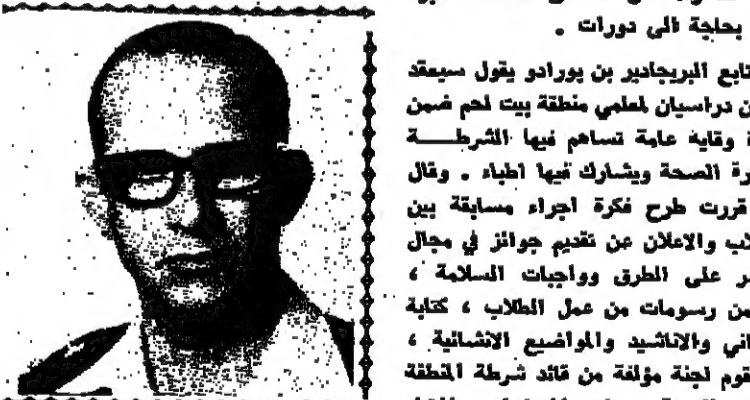 بحاجة الى دورات .
تابع البريجادير بن يورادو يقول سيعقد
ن دراسيان لمعلمي منطقة بيت لحم ضمن
ة وقاية عامة تساهم فيها الشرطــــة
رة الصحة ويشارك فيها اطباء . وقال
قررت طرح فكرة اجراء مسابقة بين
لاب والاعلان عن تقديم جوائز في مجال
ر على الطرق وواجبات السلامة ،
من رسومات من عمل الطلاب ، كتابة
اني والاناشيد والمواضيع الانشائية ،
قوم لجنة مؤلفة من قائد شرطة المنطقة